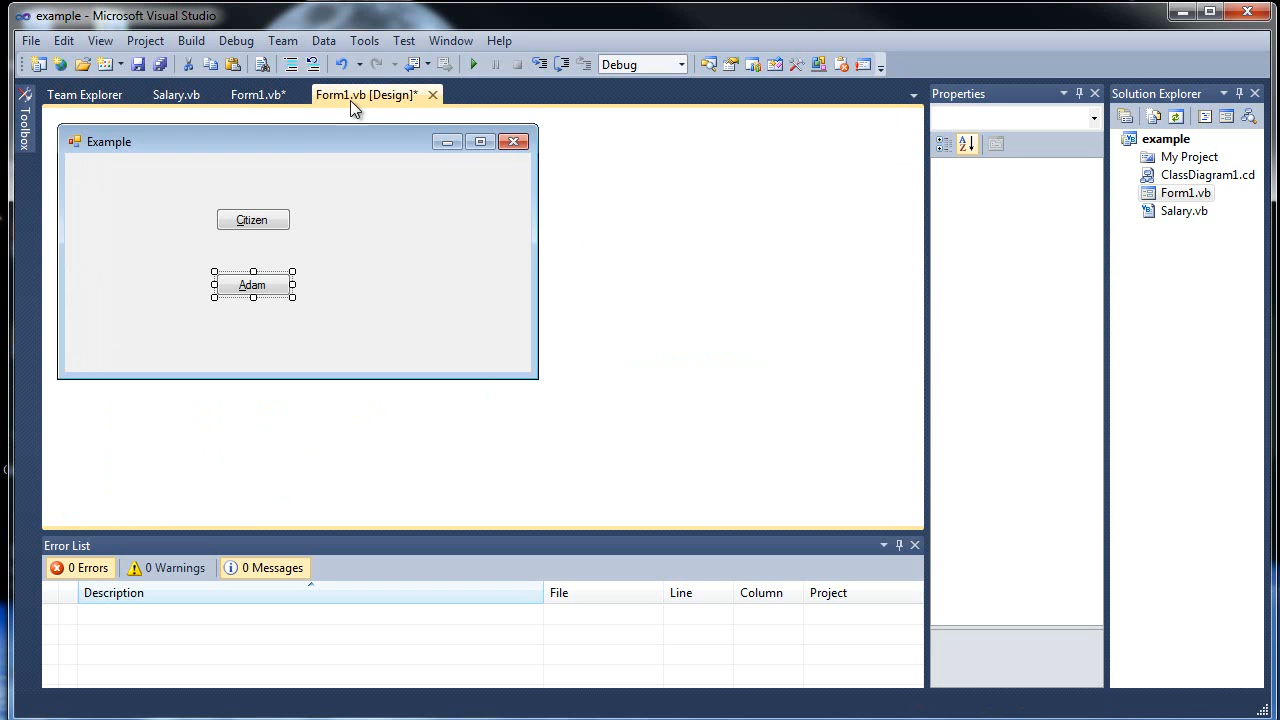 example - Microsoft Visual Studio
File Edit View Project Build Debug Team Data Tools Test Window Help
Debug
Team Explorer Salary.vb Form1.vb* Form1.vb [Design]*
Toolbox
Example
Citizen
Adam
Properties
Solution Explorer
example
My Project
ClassDiagram1.cd
Form1.vb
Salary.vb
Error List
0 Errors 0 Warnings 0 Messages
Description File Line Column Project